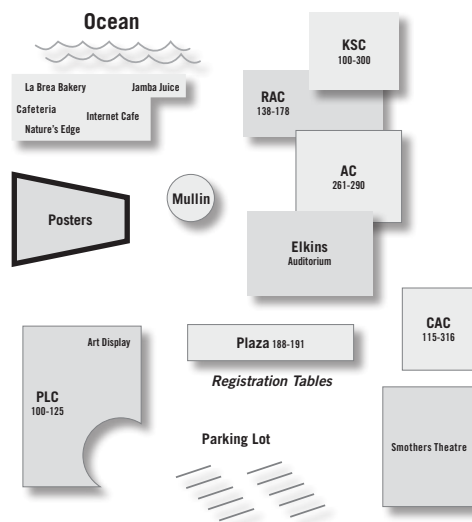 Ocean
KSC
100-300
La Brea Bakery
Jamba Juice
Cafeteria
Internet Cafe
Nature's Edge
RAC
138-178
AC
261-290
Mullin
Posters
Elkins
Auditorium
CAC
115-316
Plaza 188-191
Art Display
Registration Tables
PLC
100-125
Parking Lot
Smothers Theatre